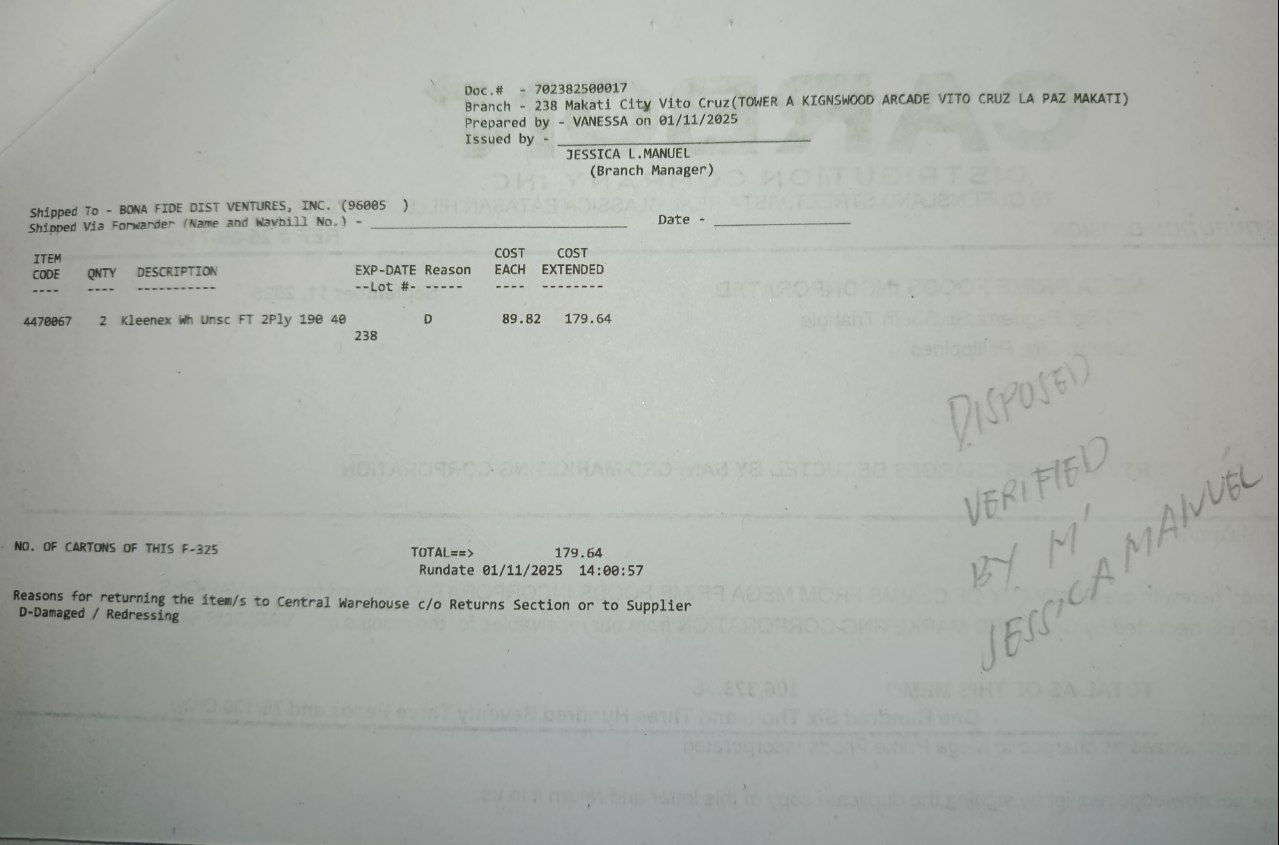 Doc.# - 702382500017
Branch - 238 Makati City Vito Cruz(TOWER A KIGNSWOOD ARCADE VITO CRUZ LA PAZ MAKATI)
Prepared by - VANESSA on 01/11/2025
Issued by - ____________________
JESSICA L.MANUEL
(Branch Manager)
Shipped To - BONA FIDE DIST VENTURES, INC. (96005 )
Shipped Via Forwarder (Name and Waybill No.) - ____________________ Date - ____________________
ITEM COST COST
CODE QNTY DESCRIPTION EXP-DATE Reason EACH EXTENDED
---- ---- ----------- --Lot #- ----- ---- --------
4470067 2 Kleenex Wh Unsc FT 2Ply 190 40 D 89.82 179.64
238
DISPOSED
VERIFIED
BY M'
JESSICA MANUEL
NO. OF CARTONS OF THIS F-325 TOTAL==> 179.64
Rundate 01/11/2025 14:00:57
Reasons for returning the item/s to Central Warehouse c/o Returns Section or to Supplier
D-Damaged / Redressing